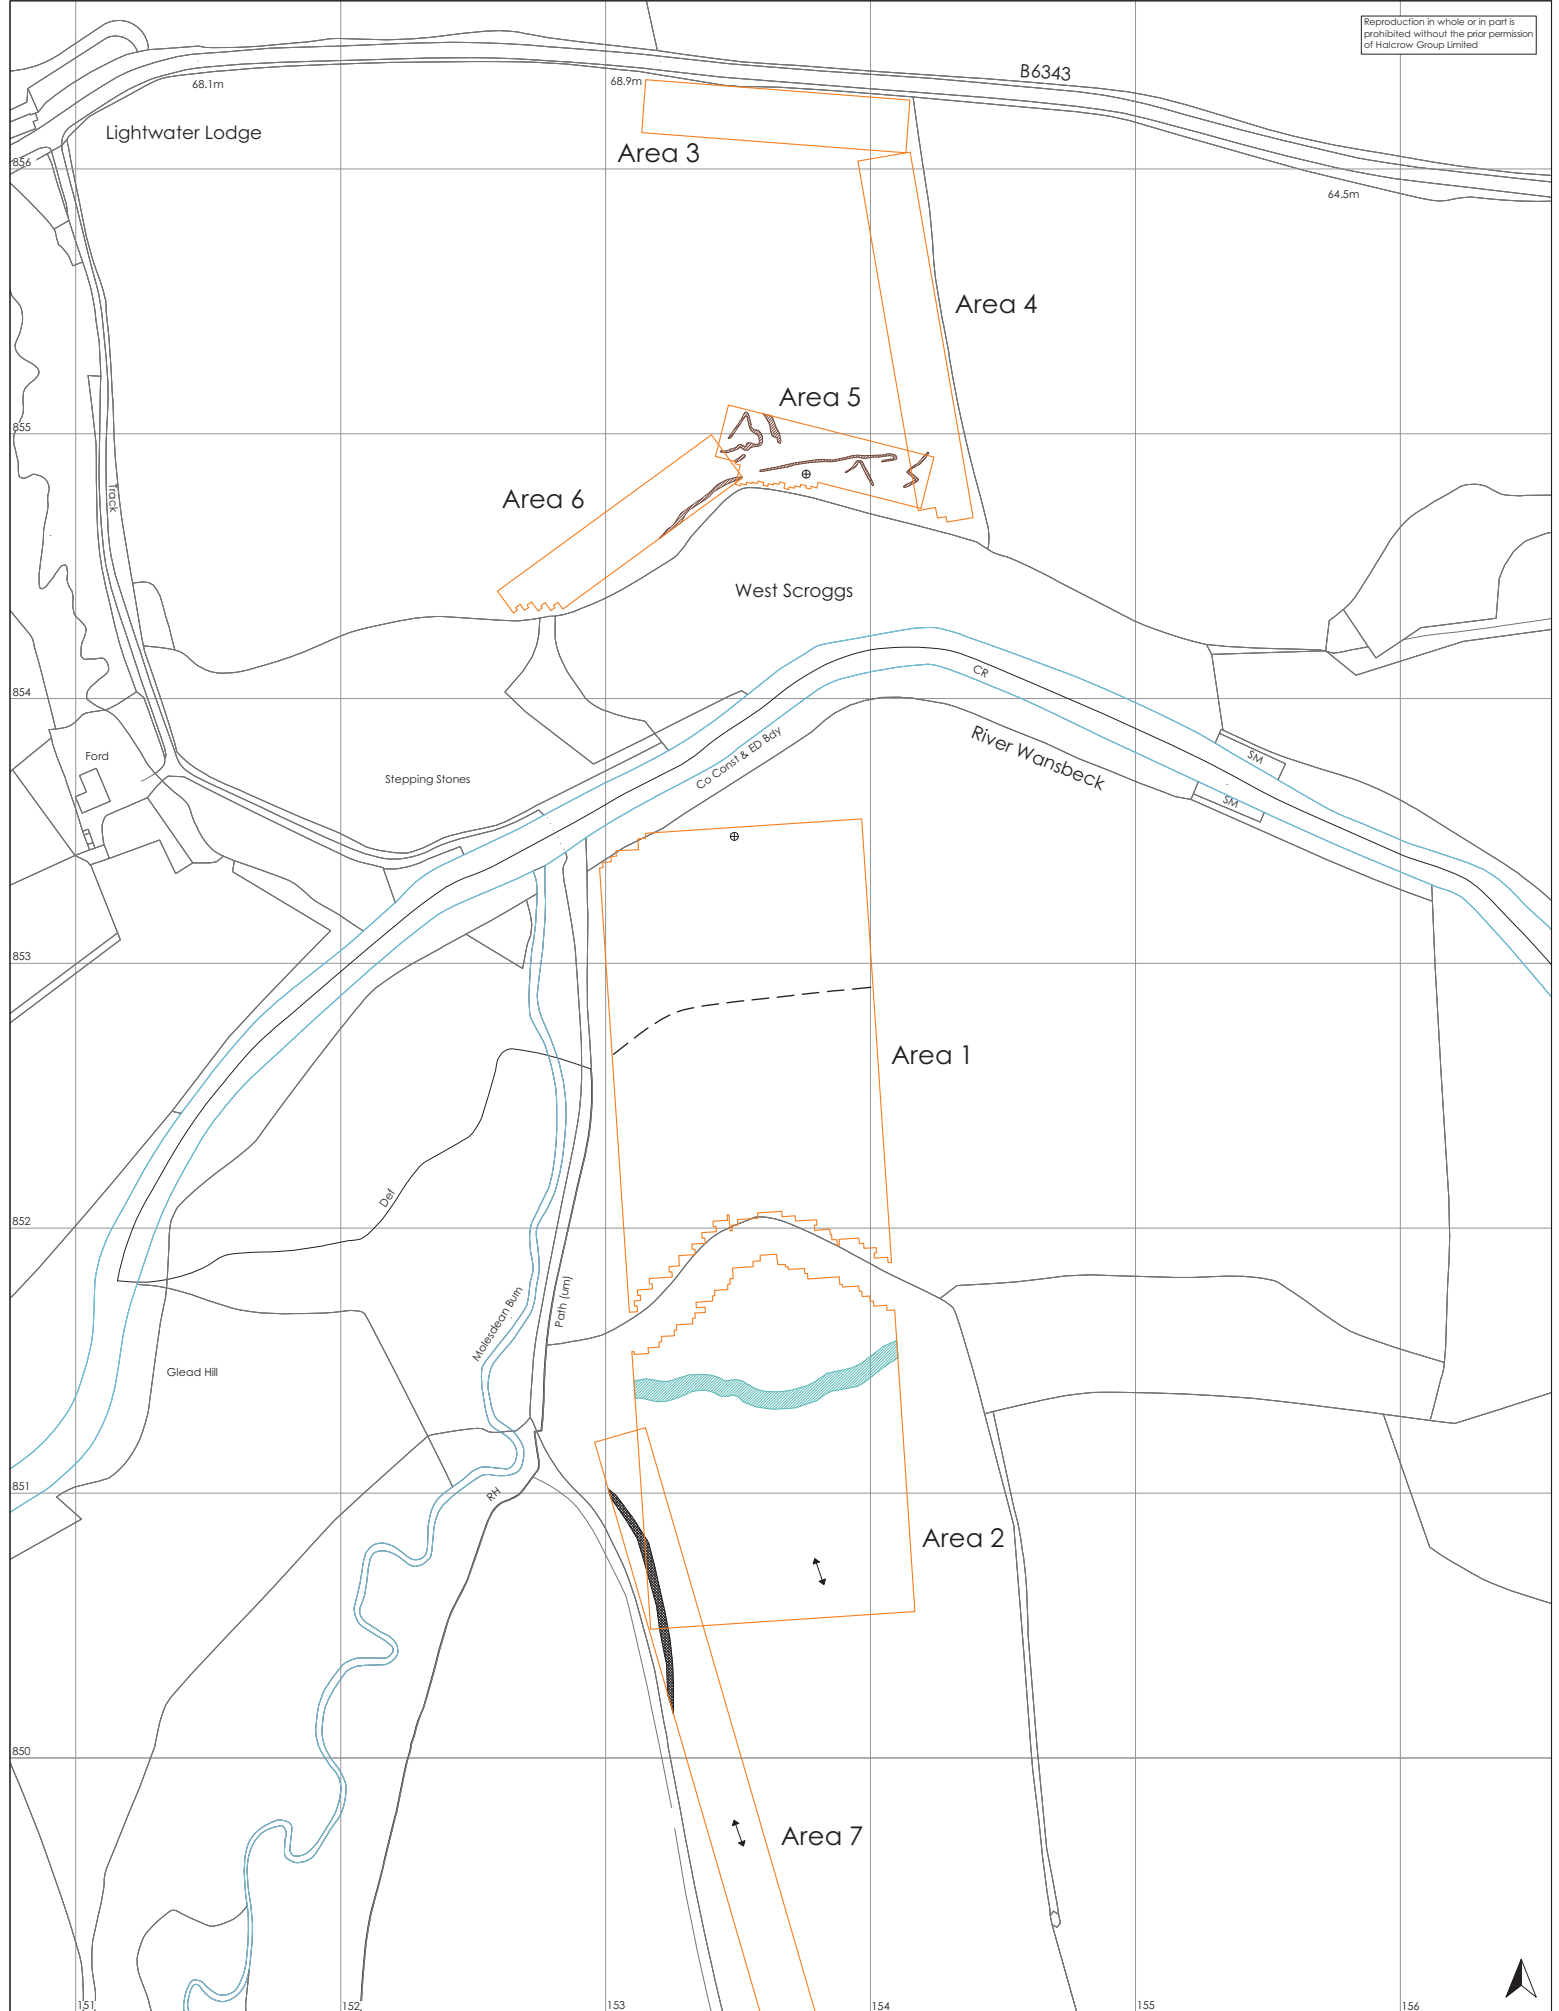 Reproduction in whole or in part is
prohibited without the prior permission
of Halcrow Group Limited
B6343
68.1m
68.9m
Lightwater Lodge
Area 3
856
64.5m
Area 4
Area 5
855
Track
Area 6
West Scroggs
CR
854
River Wansbeck
Ford
Co Const & ED Bdy
SM
Stepping Stones
SM
853
Area 1
Def
852
Molesdean Burn
Path (um)
Glead Hill
851
RH
Area 2
850
Area 7
151
152
153
154
155
156